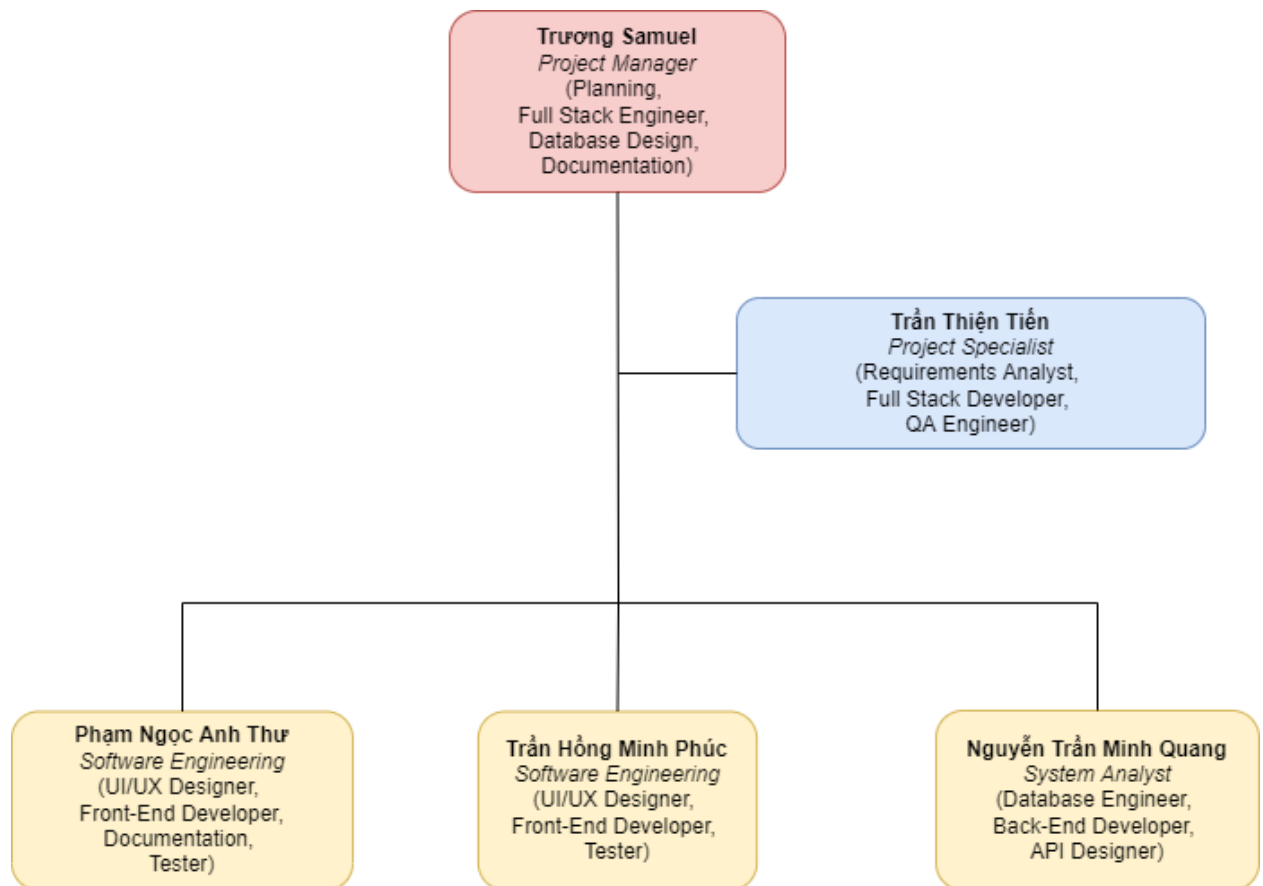 Trương Samuel
Project Manager
(Planning,
Full Stack Engineer,
Database Design,
Documentation)
Trần Thiện Tiến
Project Specialist
(Requirements Analyst,
Full Stack Developer,
QA Engineer)
Phạm Ngọc Anh Thư
Software Engineering
(UI/UX Designer,
Front-End Developer,
Documentation,
Tester)
Trần Hồng Minh Phúc
Software Engineering
(UI/UX Designer,
Front-End Developer,
Tester)
Nguyễn Trần Minh Quang
System Analyst
(Database Engineer,
Back-End Developer,
API Designer)